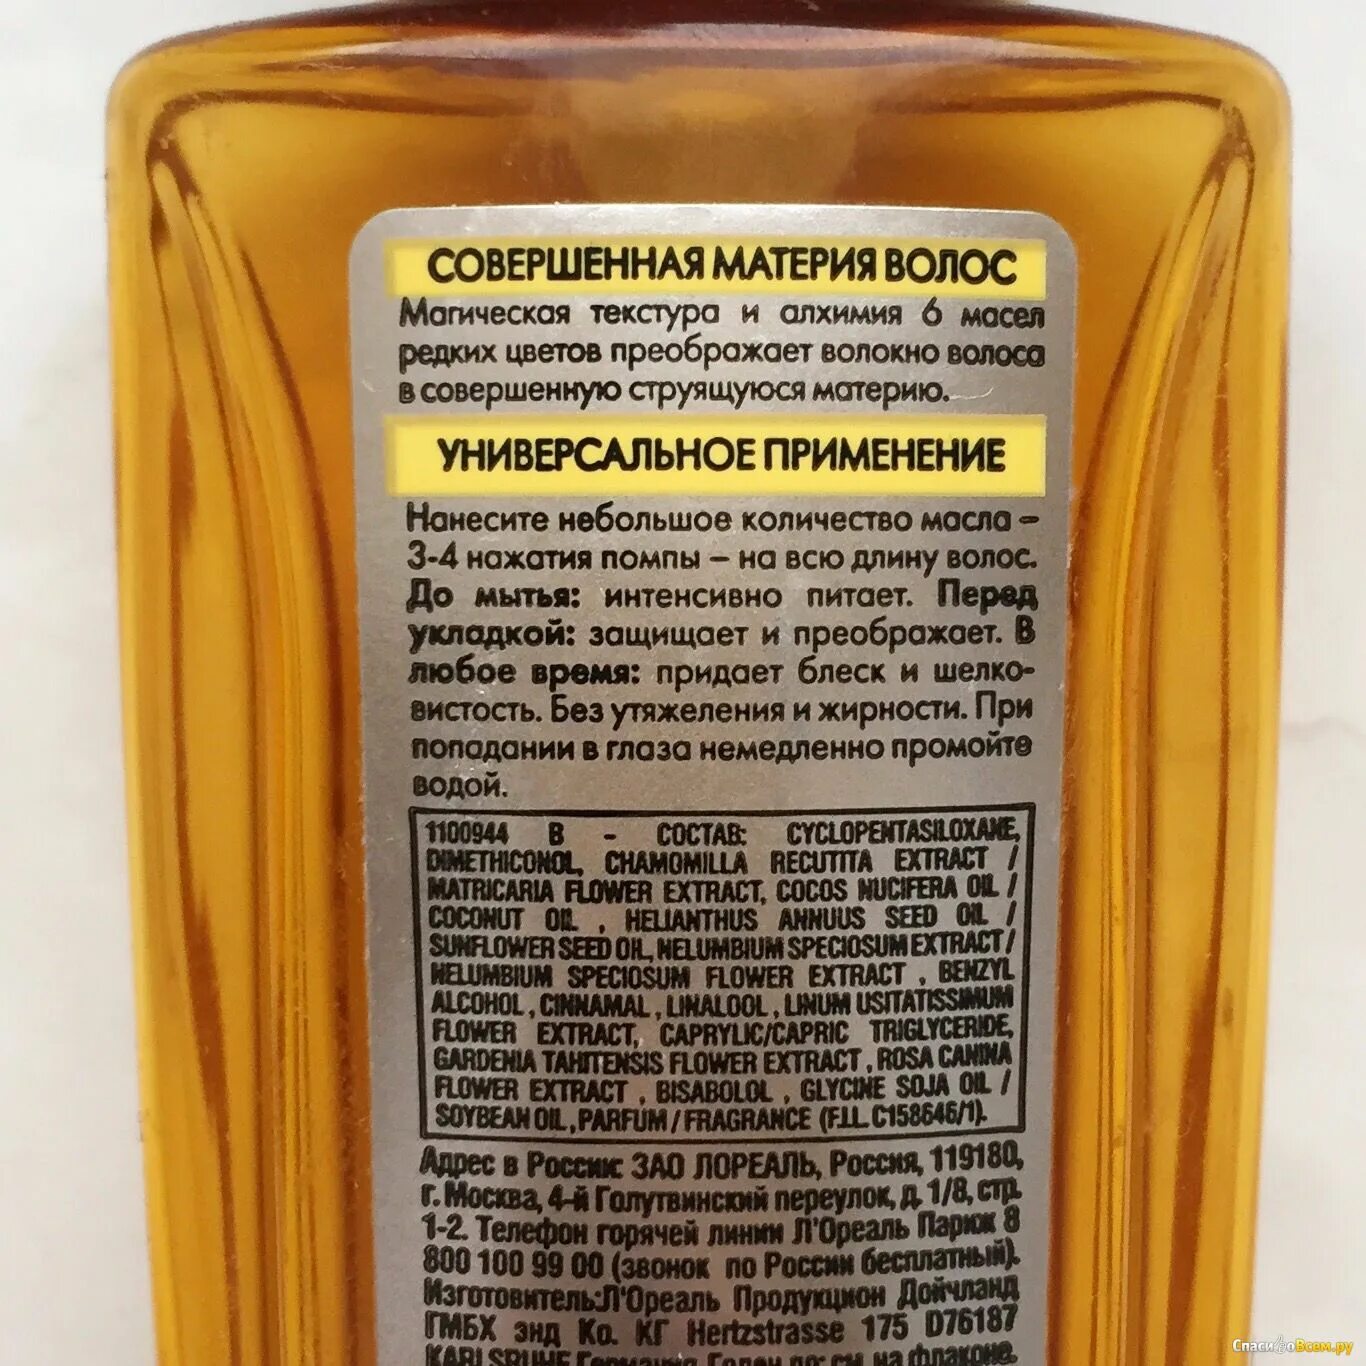 СОВЕРШЕННАЯ МАТЕРИЯ ВОЛОС
Магическая текстура и алхимия 6 масел
редких цветов преображает волокно волоса
в совершенную струящуюся материю.
УНИВЕРСАЛЬНОЕ ПРИМЕНЕНИЕ
Нанесите небольшое количество масла –
3-4 нажатия помпы – на всю длину волос.
До мытья: интенсивно питает. Перед
укладкой: защищает и преображает. В
любое время: придает блеск и шелко-
вистость. Без утяжеления и жирности. При
попадании в глаза немедленно промойте
водой.
1100944 B - СОСТАВ: CYCLOPENTASILOXANE,
DIMETHICONOL, CHAMOMILLA RECUTITA EXTRACT /
MATRICARIA FLOWER EXTRACT, COCOS NUCIFERA OIL /
COCONUT OIL , HELIANTHUS ANNUUS SEED OIL /
SUNFLOWER SEED OIL, NELUMBIUM SPECIOSUM EXTRACT /
NELUMBIUM SPECIOSUM FLOWER EXTRACT , BENZYL
ALCOHOL , CINNAMAL , LINALOOL , LINUM USITATISSIMUM
FLOWER EXTRACT, CAPRYLIC/CAPRIC TRIGLYCERIDE,
GARDENIA TAHITENSIS FLOWER EXTRACT , ROSA CANINA
FLOWER EXTRACT , BISABOLOL , GLYCINE SOJA OIL /
SOYBEAN OIL , PARFUM / FRAGRANCE (F.I.L. C158646/1).
Адрес в России: ЗАО ЛОРЕАЛЬ, Россия, 119180,
г. Москва, 4-й Голутвинский переулок, д. 1/8, стр.
1-2. Телефон горячей линии Л'Ореаль Париж 8
800 100 99 00 (звонок по России бесплатный).
Изготовитель:Л'Ореаль Продукцион Дойчланд
ГМБХ энд Ко. КГ Hertzstrasse 175 D76187
KARLSRUHE Германия. Годен до: см. на флаконе.
СпасибоВсем.ру